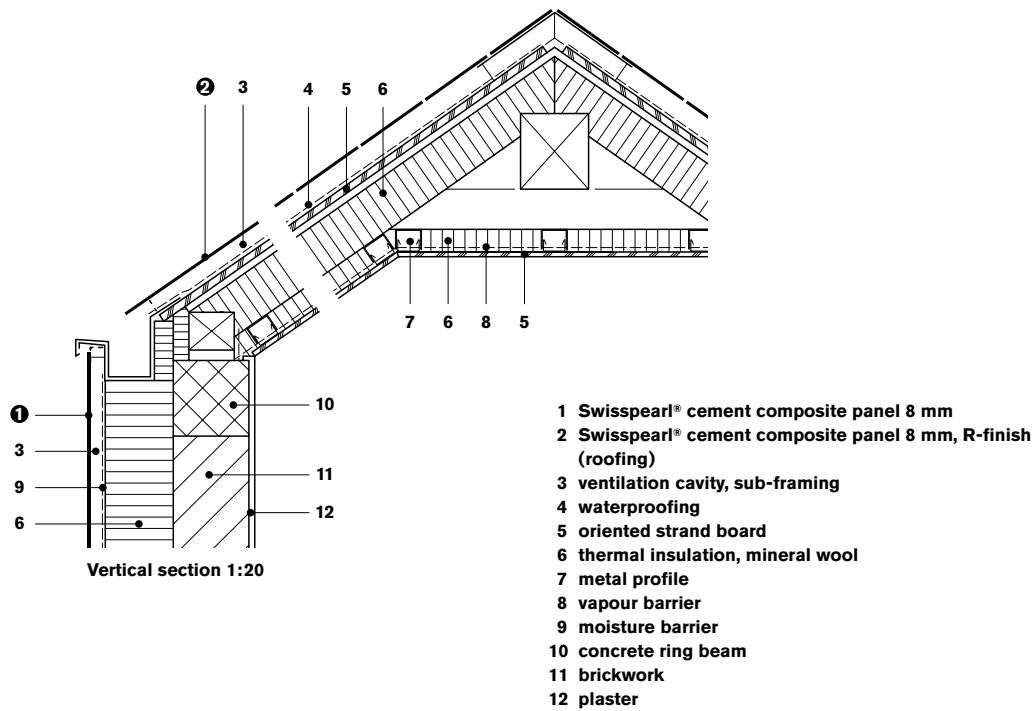 ❷ 3 4 5 6
7 6 8 5
❶
3
9
6
10
11
12
Vertical section 1:20
1 Swisspearl® cement composite panel 8 mm
2 Swisspearl® cement composite panel 8 mm, R-finish
(roofing)
3 ventilation cavity, sub-framing
4 waterproofing
5 oriented strand board
6 thermal insulation, mineral wool
7 metal profile
8 vapour barrier
9 moisture barrier
10 concrete ring beam
11 brickwork
12 plaster